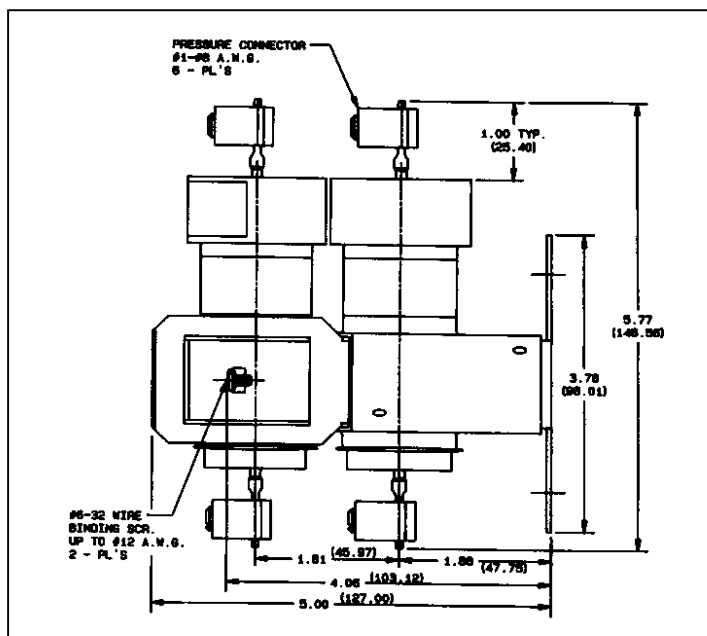 PRESSURE CONNECTOR
#1-#8 A.W.G.
6 - PL'S
1.00 TYP.
(25.40)
5.77
(146.56)
3.78
(96.01)
#6-32 WIRE
BINDING SCR.
UP TO #12 A.W.G.
2 - PL'S
1.81 (45.97)
1.88 (47.75)
4.06 (103.12)
5.00 (127.00)